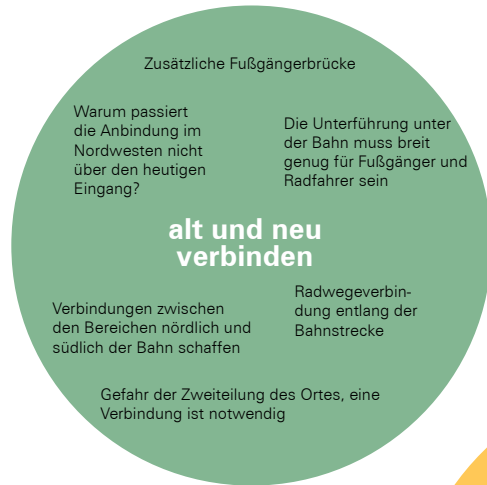 Zusätzliche Fußgängerbrücke
Warum passiert
die Anbindung im
Nordwesten nicht
über den heutigen
Eingang?
Die Unterführung unter
der Bahn muss breit
genug für Fußgänger und
Radfahrer sein
alt und neu
verbinden
Verbindungen zwischen
den Bereichen nördlich und
südlich der Bahn schaffen
Radwegeverbin-
dung entlang der
Bahnstrecke
Gefahr der Zweiteilung des Ortes, eine
Verbindung ist notwendig